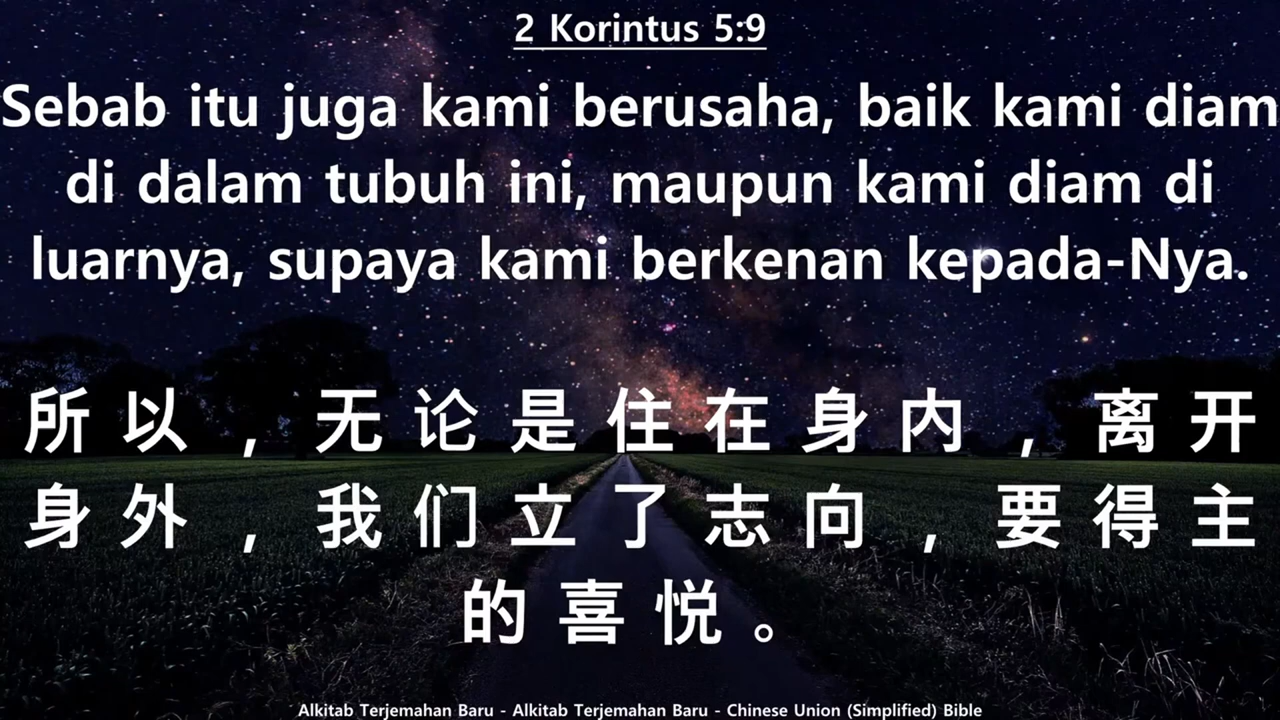 2 Korintus 5:9
Sebab itu juga kami berusaha, baik kami diam
di dalam tubuh ini, maupun kami diam di
luarnya, supaya kami berkenan kepada-Nya.
所以，无论是住在身内，离开
身外，我们立了志向，要得主
的喜悦。
Alkitab Terjemahan Baru - Alkitab Terjemahan Baru - Chinese Union (Simplified) Bible